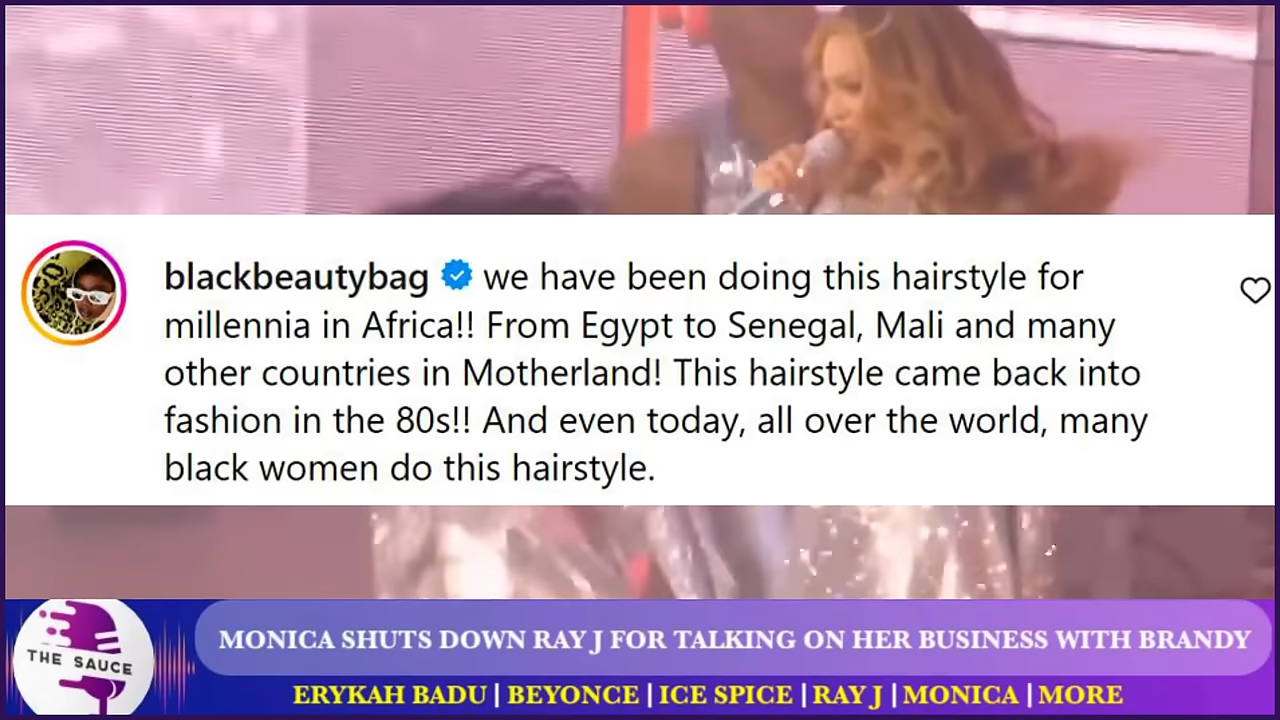 blackbeautybag we have been doing this hairstyle for
millennia in Africa!! From Egypt to Senegal, Mali and many
other countries in Motherland! This hairstyle came back into
fashion in the 80s!! And even today, all over the world, many
black women do this hairstyle.
THE SAUCE
MONICA SHUTS DOWN RAY J FOR TALKING ON HER BUSINESS WITH BRANDY
ERYKAH BADU | BEYONCE | ICE SPICE | RAY J | MONICA | MORE